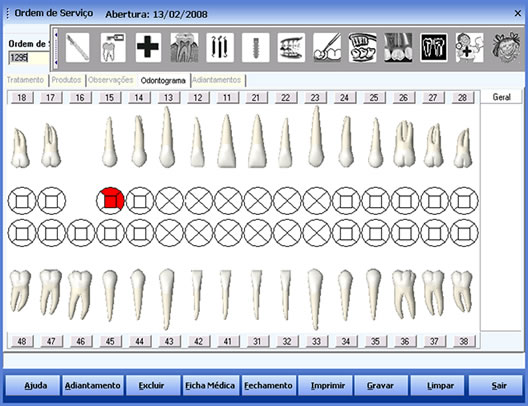 Ordem de Serviço Abertura: 13/02/2008
Ordem de S
1295
Tratamento Produtos Observações Odontograma Adiantamentos
18 17 15 14 13 12 11 21 22 23 24 25 26 27 28 Geral
48 47 46 45 44 43 42 41 31 32 33 34 35 36 37 38
Ajuda Adiantamento Excluir Ficha Médica Fechamento Imprimir Gravar Limpar Sair